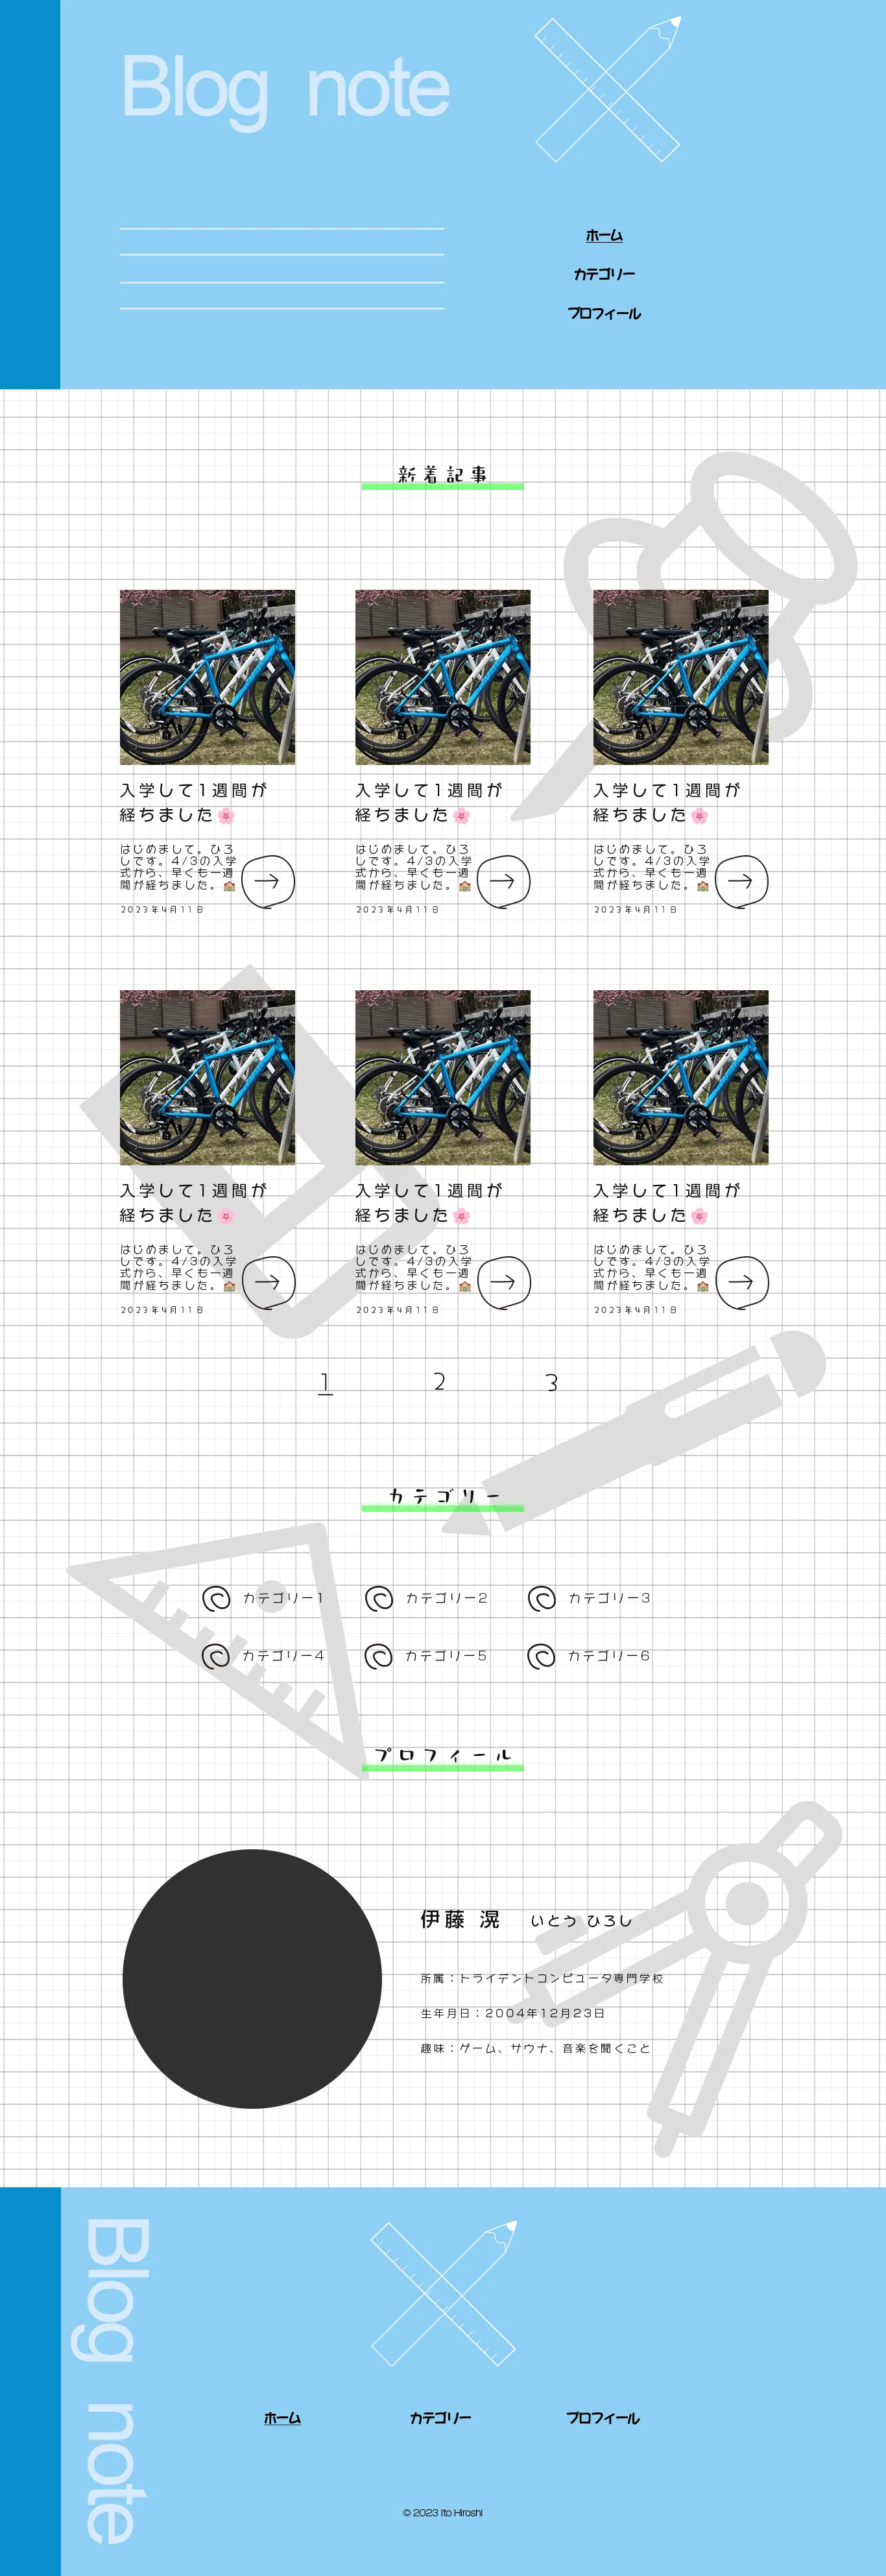 Blog note
ホーム
カテゴリー
プロフィール
新着記事
入学して1週間が
経ちました🌸
はじめまして。ひろ
しです。4/3の入学
式から、早くも一週
間が経ちました。🏫
2023年4月11日
入学して1週間が
経ちました🌸
はじめまして。ひろ
しです。4/3の入学
式から、早くも一週
間が経ちました。🏫
2023年4月11日
入学して1週間が
経ちました🌸
はじめまして。ひろ
しです。4/3の入学
式から、早くも一週
間が経ちました。🏫
2023年4月11日
入学して1週間が
経ちました🌸
はじめまして。ひろ
しです。4/3の入学
式から、早くも一週
間が経ちました。🏫
2023年4月11日
入学して1週間が
経ちました🌸
はじめまして。ひろ
しです。4/3の入学
式から、早くも一週
間が経ちました。🏫
2023年4月11日
入学して1週間が
経ちました🌸
はじめまして。ひろ
しです。4/3の入学
式から、早くも一週
間が経ちました。🏫
2023年4月11日
1 2 3
カテゴリー
カテゴリー1 カテゴリー2 カテゴリー3
カテゴリー4 カテゴリー5 カテゴリー6
プロフィール
伊藤 滉 いとう ひろし
所属：トライデントコンピュータ専門学校
生年月日：2004年12月23日
趣味：ゲーム、サウナ、音楽を聞くこと
Blog note
ホーム カテゴリー プロフィール
© 2023 Ito Hiroshi